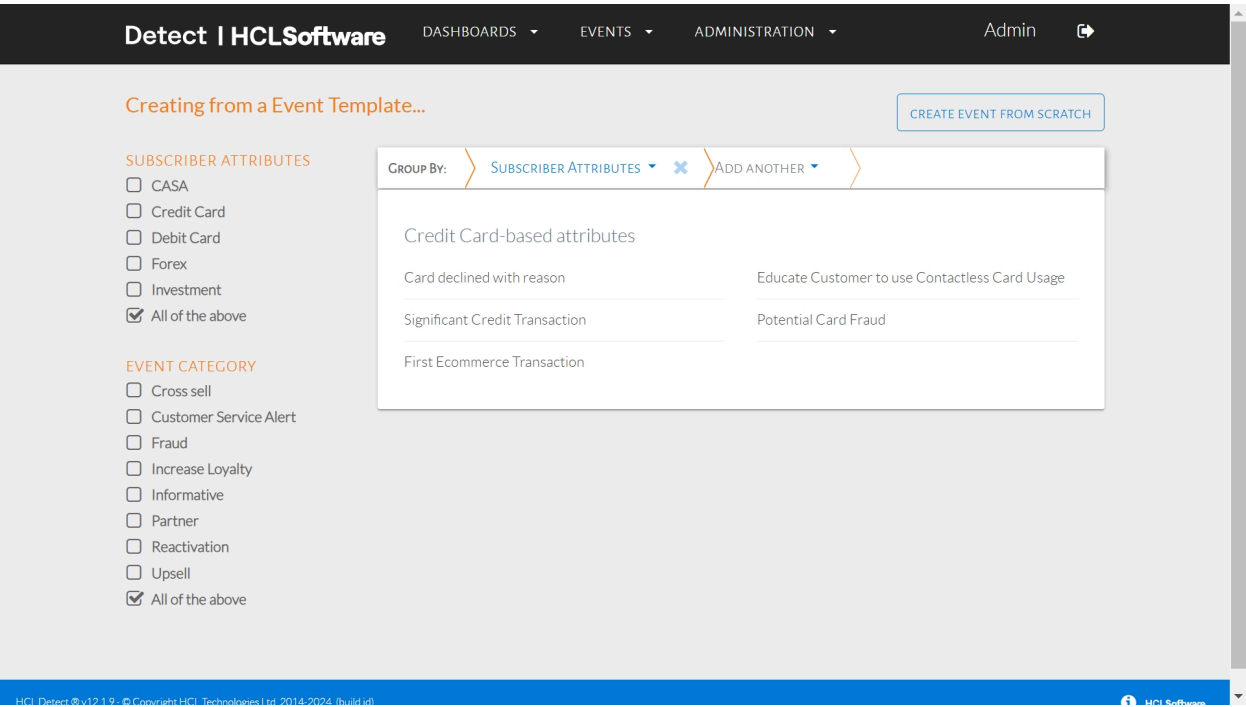 Detect | HCLSoftware DASHBOARDS EVENTS ADMINISTRATION Admin
Creating from a Event Template...
CREATE EVENT FROM SCRATCH
SUBSCRIBER ATTRIBUTES
CASA
Credit Card
Debit Card
Forex
Investment
All of the above
EVENT CATEGORY
Cross sell
Customer Service Alert
Fraud
Increase Loyalty
Informative
Partner
Reactivation
Upsell
All of the above
GROUP BY: SUBSCRIBER ATTRIBUTES ADD ANOTHER
Credit Card-based attributes
Card declined with reason Educate Customer to use Contactless Card Usage
Significant Credit Transaction Potential Card Fraud
First Ecommerce Transaction
HCL Detect ® v12.1.9 - © Copyright HCL Technologies Ltd. 2014-2024. (build id) HCLSoftware